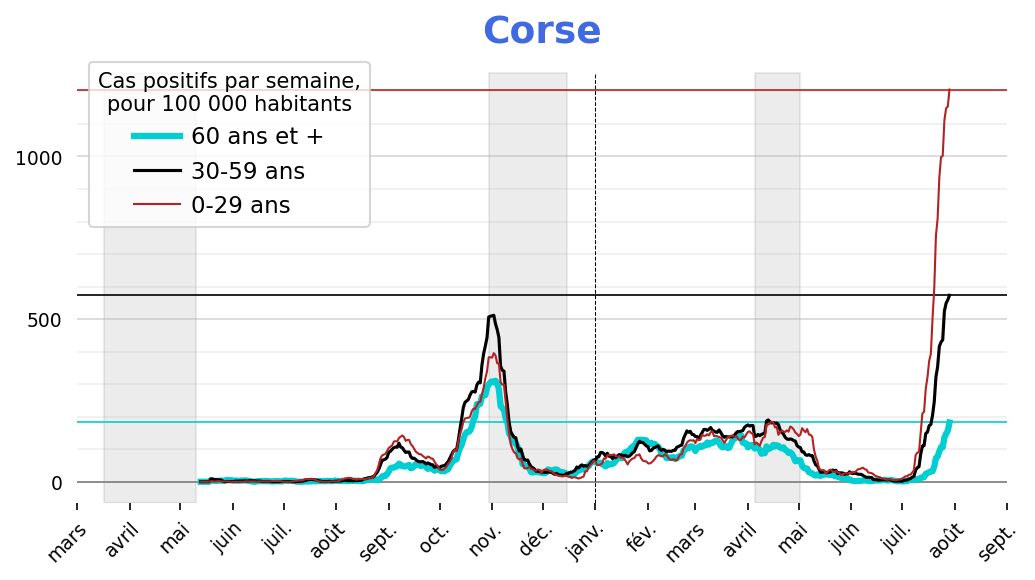 Corse
Cas positifs par semaine,
pour 100 000 habitants
60 ans et +
30-59 ans
0-29 ans
1000
500
0
mars avril mai juin juil. août sept. oct. nov. déc. janv. fév. mars avril mai juin juil. août sept.